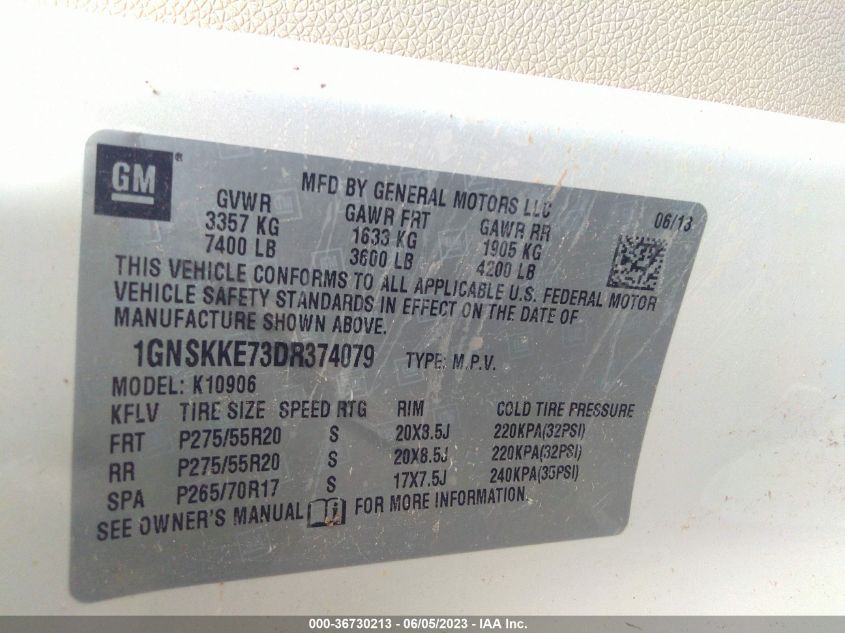 GM®
MFD BY GENERAL MOTORS LLC
06/13
GVWR GAWR FRT GAWR RR
3357 KG 1633 KG 1905 KG
7400 LB 3600 LB 4200 LB
THIS VEHICLE CONFORMS TO ALL APPLICABLE U.S. FEDERAL MOTOR
VEHICLE SAFETY STANDARDS IN EFFECT ON THE DATE OF
MANUFACTURE SHOWN ABOVE.
1GNSKKE73DR374079 TYPE: M.P.V.
MODEL: K10906
KFLV TIRE SIZE SPEED RTG RIM COLD TIRE PRESSURE
FRT P275/55R20 S 20X8.5J 220KPA(32PSI)
RR P275/55R20 S 20X8.5J 220KPA(32PSI)
SPA P265/70R17 S 17X7.5J 240KPA(35PSI)
SEE OWNER'S MANUAL FOR MORE INFORMATION.
000-36730213 - 06/05/2023 - IAA Inc.